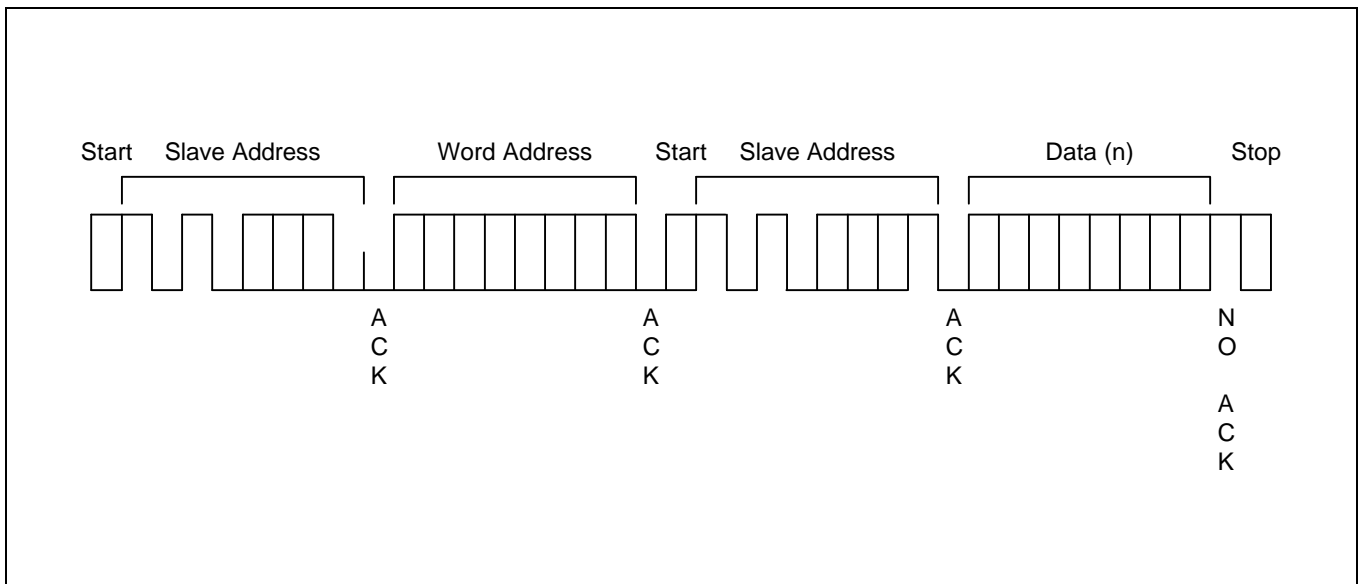 Start Slave Address Word Address Start Slave Address Data (n) Stop
A A A N
C C C O
K K K
A
C
K